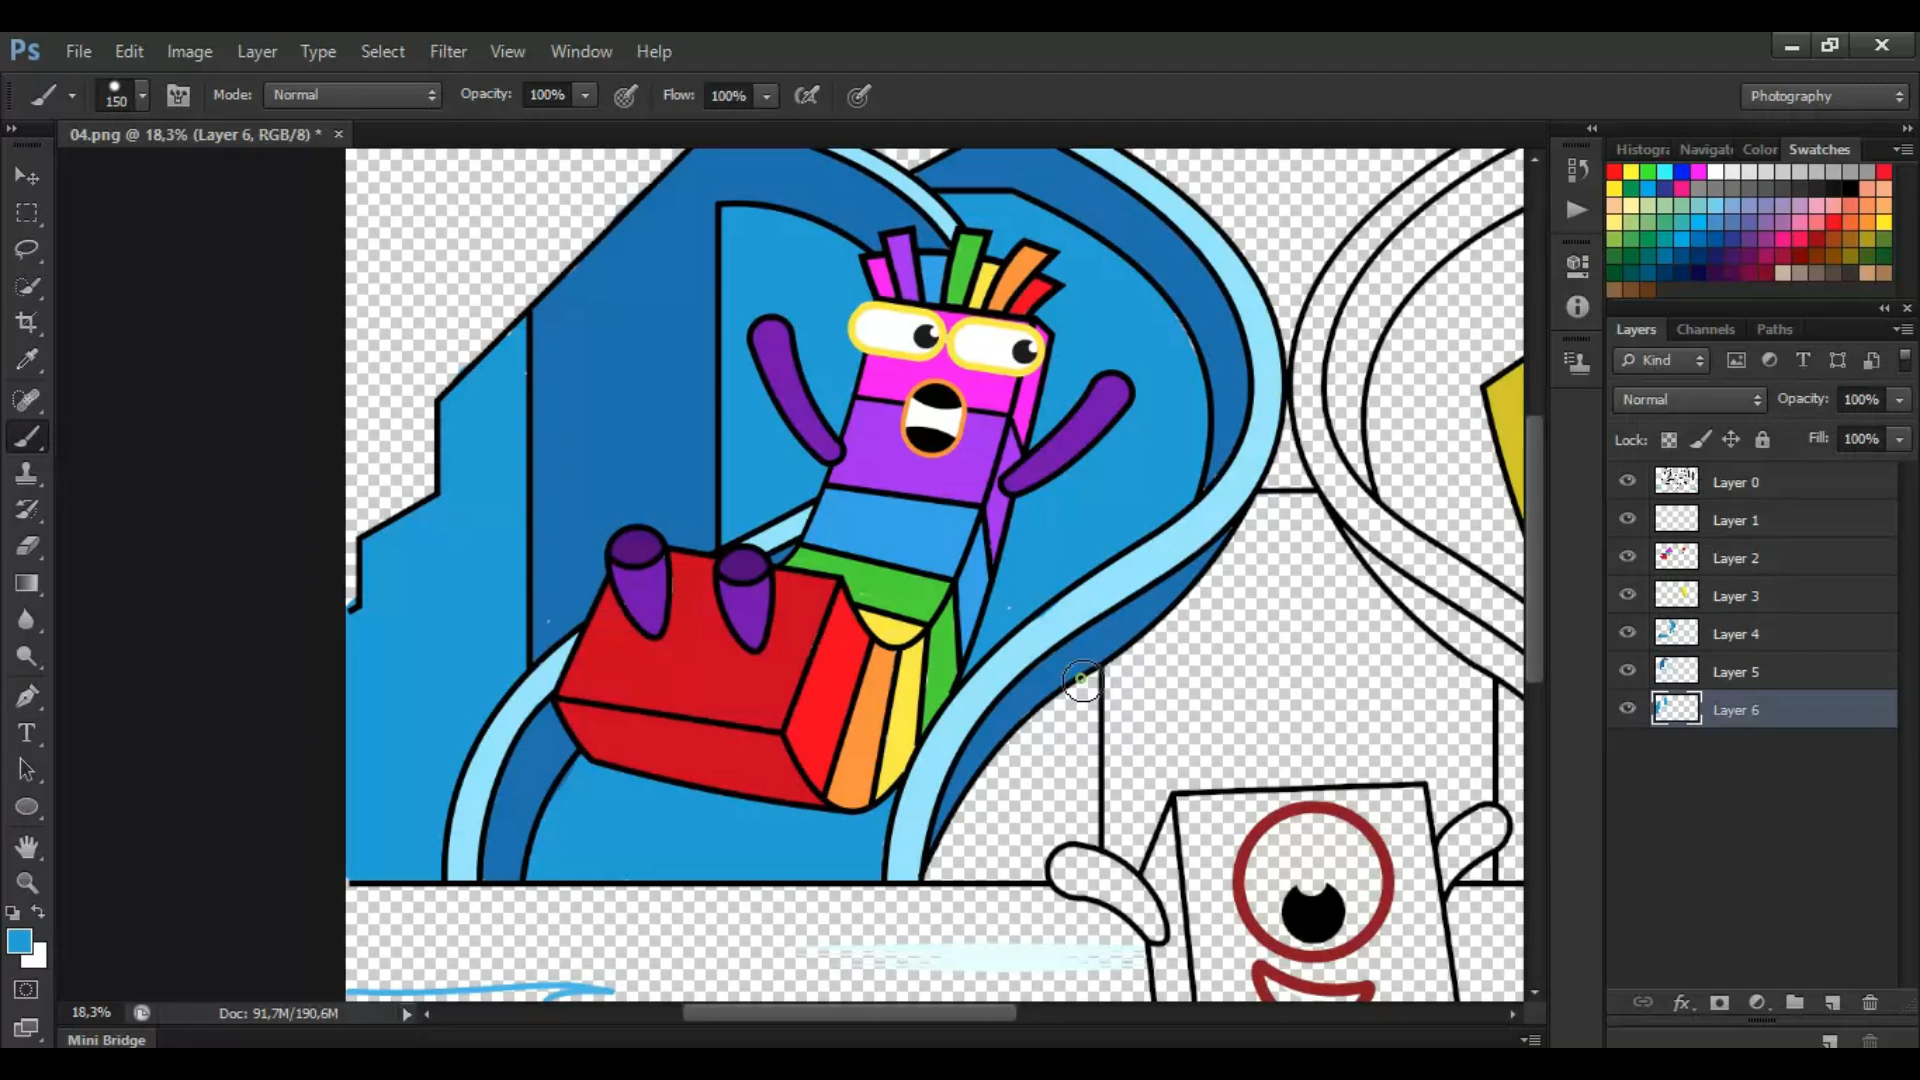 Ps File Edit Image Layer Type Select Filter View Window Help
150 Mode: Normal Opacity: 100% Flow: 100% Photography
04.png @ 18,3% (Layer 6, RGB/8) *
Histogr Navigat Color Swatches
Layers Channels Paths
Kind
Normal Opacity: 100%
Lock: Fill: 100%
Layer 0
Layer 1
Layer 2
Layer 3
Layer 4
Layer 5
Layer 6
fx
18,3% Doc: 91,7M/190,6M
Mini Bridge